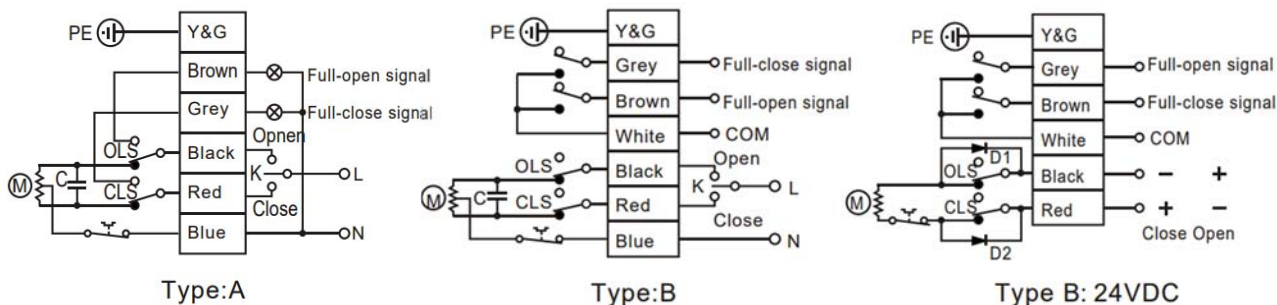 PE Y&G
Brown Full-open signal
Grey Full-close signal
Opnen
OLS Black
M C K L
CLS Red
Close
Blue N
Type:A
PE Y&G
Grey Full-close signal
Brown Full-open signal
White COM
Open
OLS Black
M C K L
CLS Red
Close
Blue N
Type:B
PE Y&G
Grey Full-open signal
Brown Full-close signal
White COM
D1
OLS Black − +
M
CLS Red + −
Close Open
D2
Type B: 24VDC